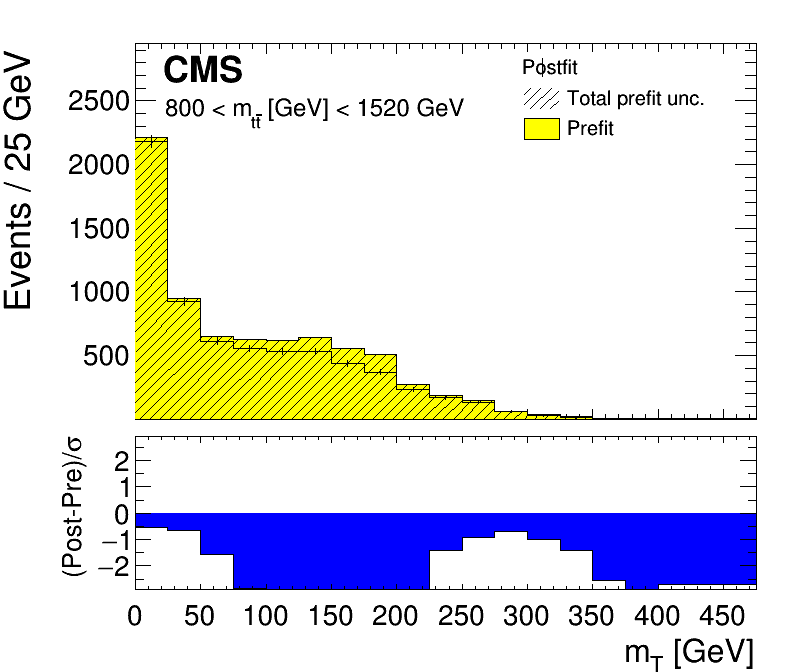 CMS
800 < m_tt̄ [GeV] < 1520 GeV
Postfit
Total prefit unc.
Prefit
Events / 25 GeV
2500
2000
1500
1000
500
(Post-Pre)/σ
2
1
0
−1
−2
0 50 100 150 200 250 300 350 400 450
m_T [GeV]